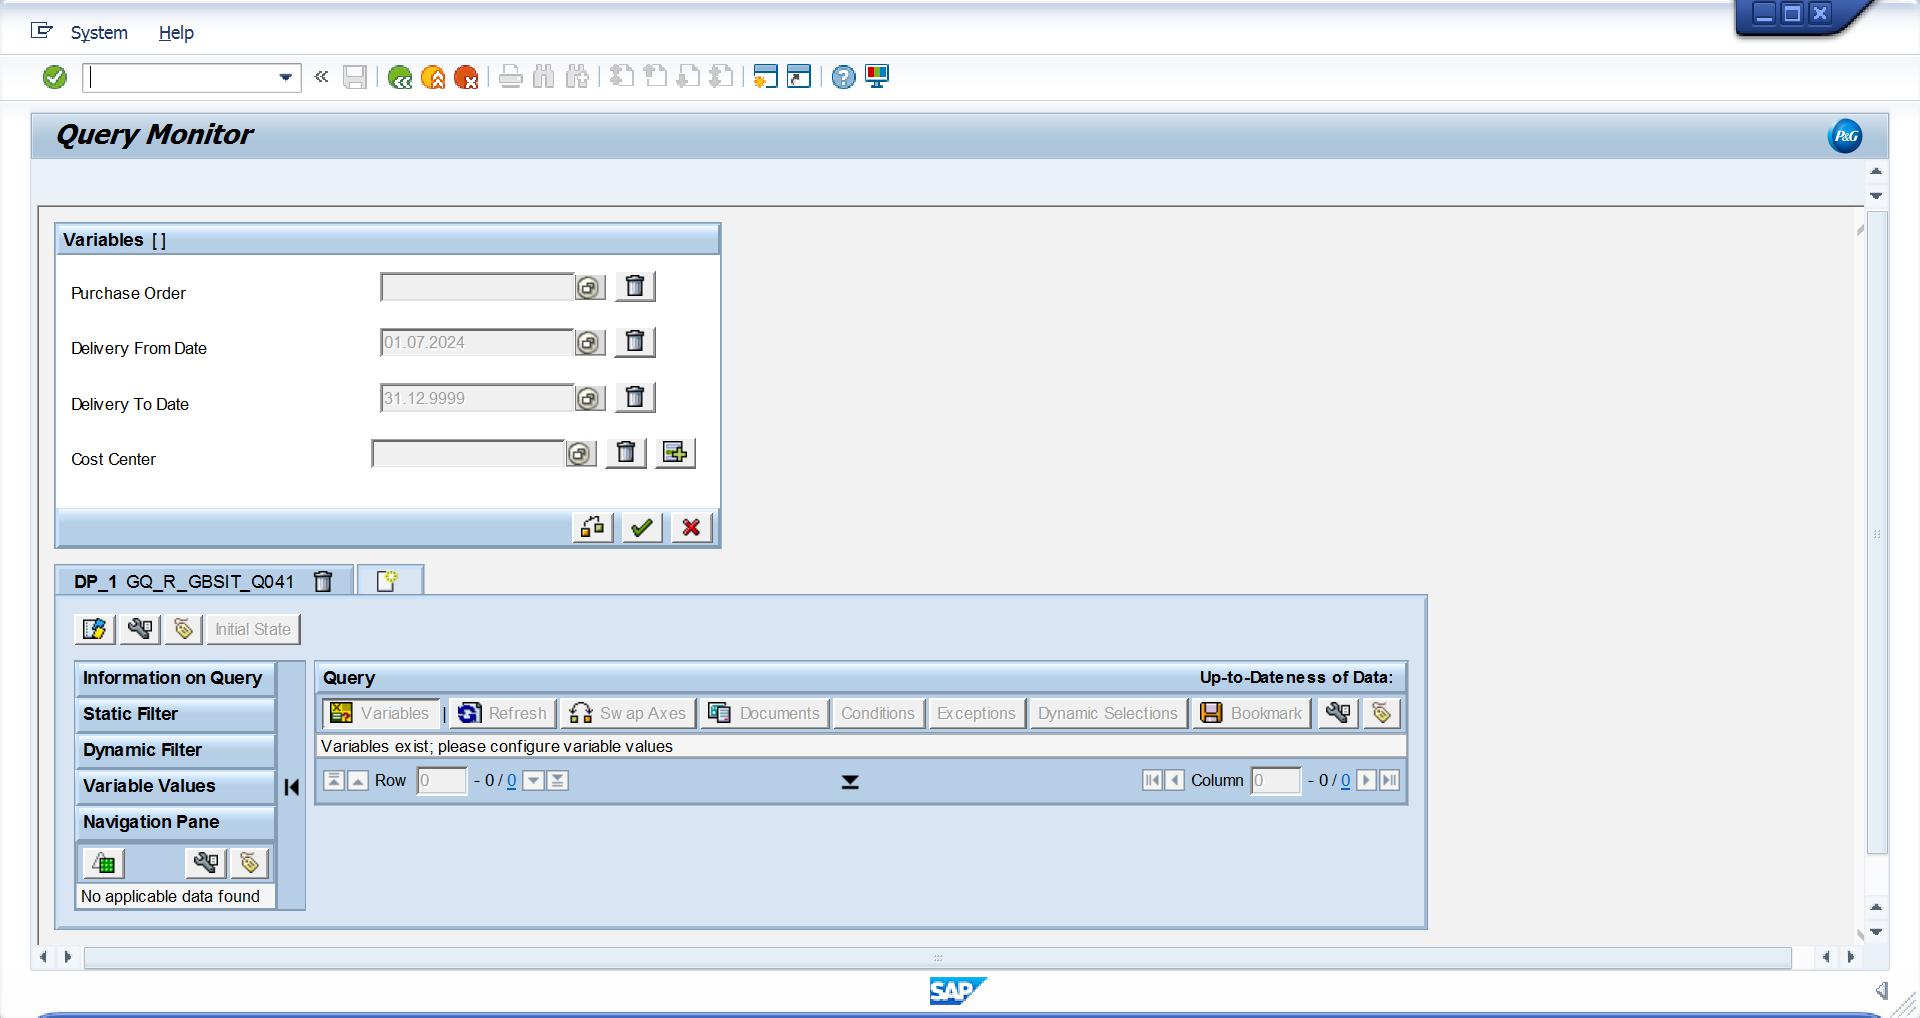 System Help
Query Monitor
P&G
Variables [ ]
Purchase Order
Delivery From Date 01.07.2024
Delivery To Date 31.12.9999
Cost Center
DP_1 GQ_R_GBSIT_Q041
Initial State
Information on Query
Static Filter
Dynamic Filter
Variable Values
Navigation Pane
No applicable data found
Query Up-to-Dateness of Data:
Variables Refresh Swap Axes Documents Conditions Exceptions Dynamic Selections Bookmark
Variables exist; please configure variable values
Row 0 - 0 / 0 Column 0 - 0 / 0
SAP